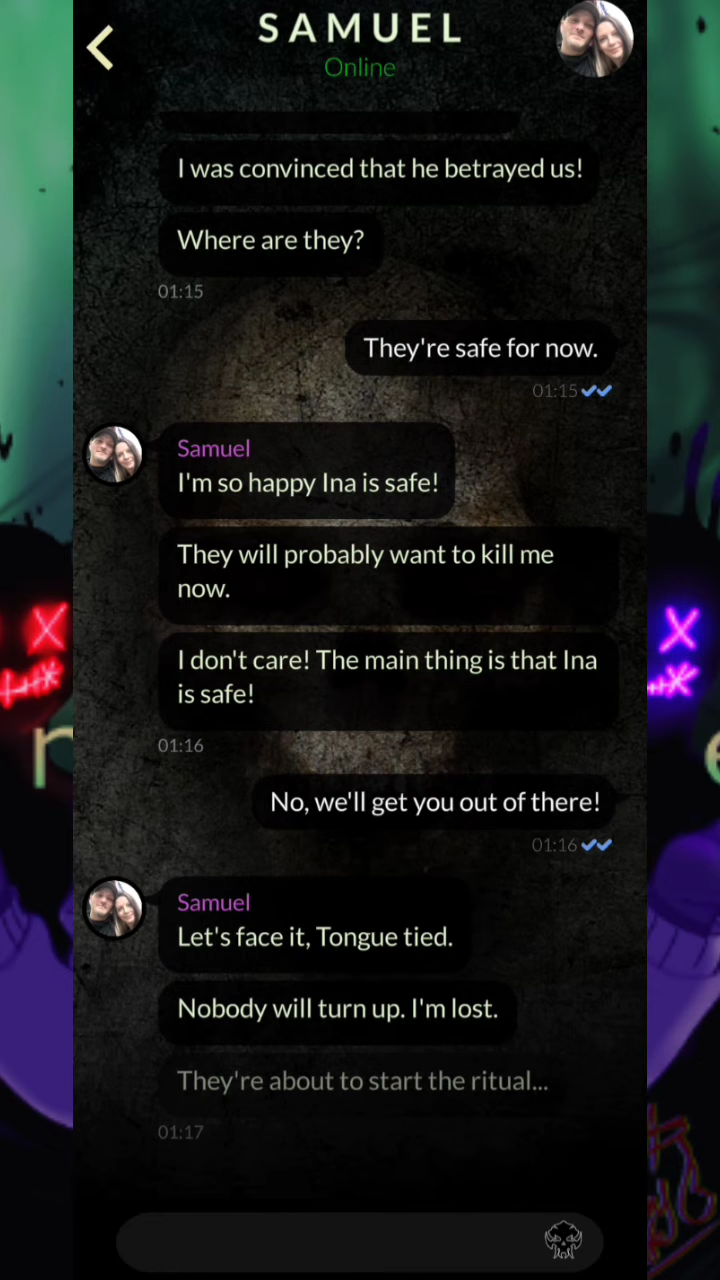 SAMUEL
Online
I was convinced that he betrayed us!
Where are they?
01:15
They're safe for now.
01:15
Samuel
I'm so happy Ina is safe!
They will probably want to kill me
now.
I don't care! The main thing is that Ina
is safe!
01:16
No, we'll get you out of there!
01:16
Samuel
Let's face it, Tongue tied.
Nobody will turn up. I'm lost.
They're about to start the ritual...
01:17